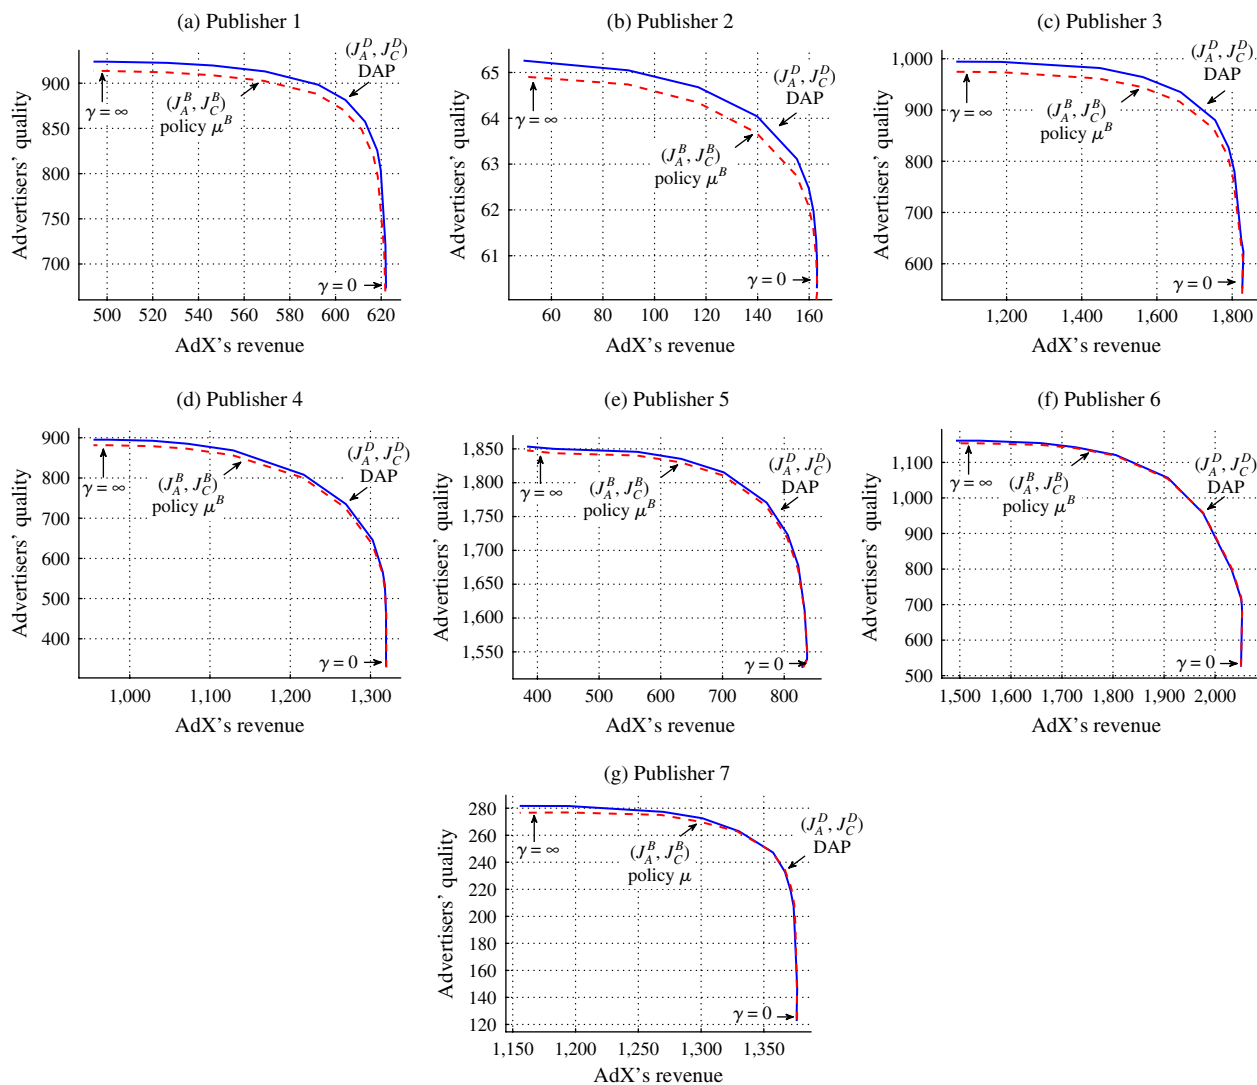 (a) Publisher 1
Advertisers' quality
900
850
800
750
700
500 520 540 560 580 600 620
AdX's revenue
γ = ∞
(J_A^B, J_C^B)
policy μ^B
(J_A^D, J_C^D)
DAP
γ = 0
(b) Publisher 2
Advertisers' quality
65
64
63
62
61
60 80 100 120 140 160
AdX's revenue
γ = ∞
(J_A^B, J_C^B)
policy μ^B
(J_A^D, J_C^D)
DAP
γ = 0
(c) Publisher 3
Advertisers' quality
1,000
900
800
700
600
1,200 1,400 1,600 1,800
AdX's revenue
γ = ∞
(J_A^B, J_C^B)
policy μ^B
(J_A^D, J_C^D)
DAP
γ = 0
(d) Publisher 4
Advertisers' quality
900
800
700
600
500
400
1,000 1,100 1,200 1,300
AdX's revenue
γ = ∞
(J_A^B, J_C^B)
policy μ^B
(J_A^D, J_C^D)
DAP
γ = 0
(e) Publisher 5
Advertisers' quality
1,850
1,800
1,750
1,700
1,650
1,600
1,550
400 500 600 700 800
AdX's revenue
γ = ∞
(J_A^B, J_C^B)
policy μ^B
(J_A^D, J_C^D)
DAP
γ = 0
(f) Publisher 6
Advertisers' quality
1,100
1,000
900
800
700
600
500
1,500 1,600 1,700 1,800 1,900 2,000
AdX's revenue
γ = ∞
(J_A^B, J_C^B)
policy μ^B
(J_A^D, J_C^D)
DAP
γ = 0
(g) Publisher 7
Advertisers' quality
280
260
240
220
200
180
160
140
120
1,150 1,200 1,250 1,300 1,350
AdX's revenue
γ = ∞
(J_A^B, J_C^B)
policy μ
(J_A^D, J_C^D)
DAP
γ = 0